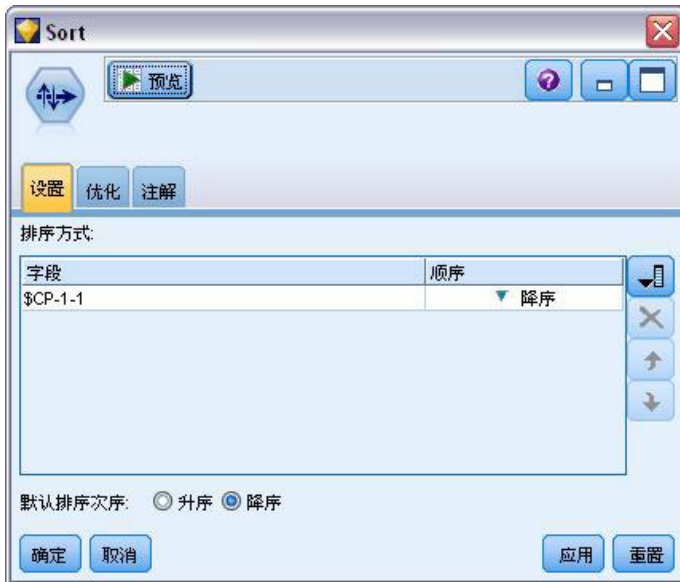 Sort
预览
设置 优化 注解
排序方式:
字段 顺序
$CP-1-1 降序
默认排序次序: 升序 降序
确定 取消 应用 重置